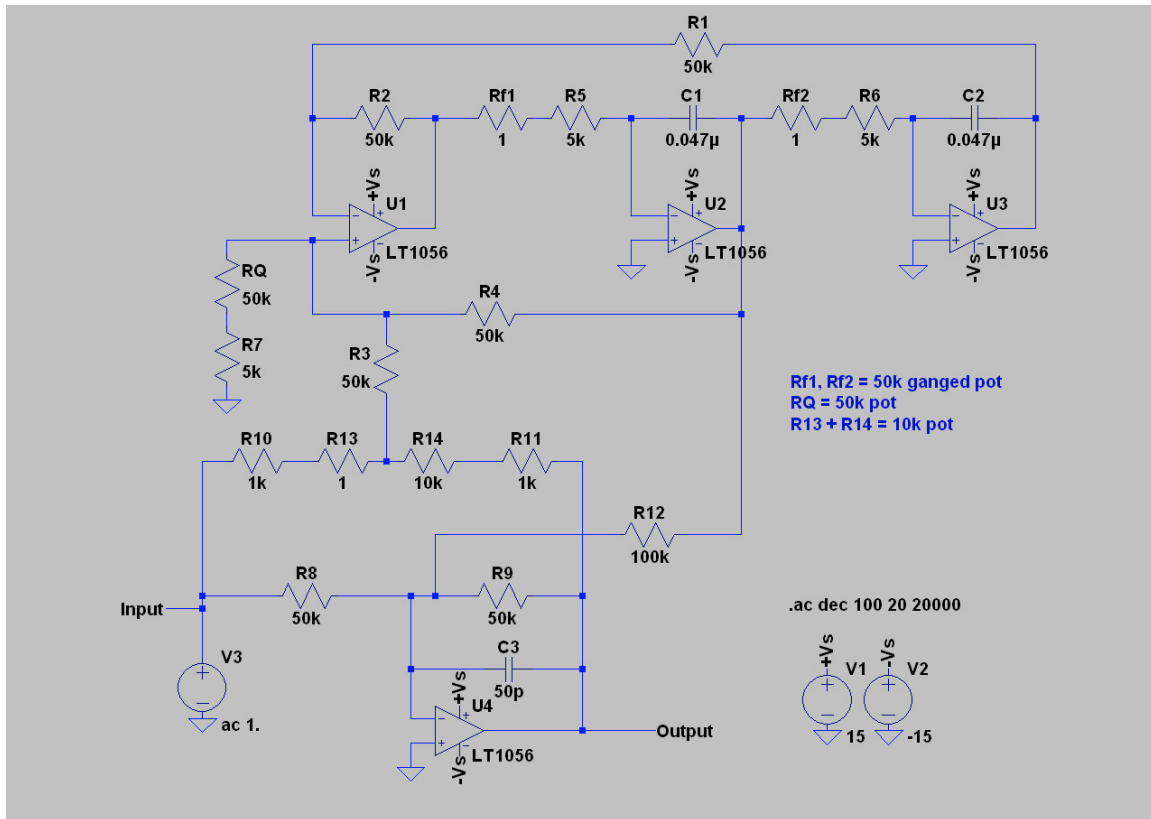 R1
50k
R2
50k
Rf1
1
R5
5k
C1
0.047µ
Rf2
1
R6
5k
C2
0.047µ
+Vs
U1
LT1056
-Vs
+Vs
U2
LT1056
-Vs
+Vs
U3
LT1056
-Vs
RQ
50k
R4
50k
R7
5k
R3
50k
Rf1, Rf2 = 50k ganged pot
RQ = 50k pot
R13 + R14 = 10k pot
R10
1k
R13
1
R14
10k
R11
1k
R12
100k
R8
50k
R9
50k
Input
.ac dec 100 20 20000
C3
50p
V3
ac 1.
+Vs
U4
LT1056
-Vs
Output
+Vs
V1
15
-Vs
V2
-15